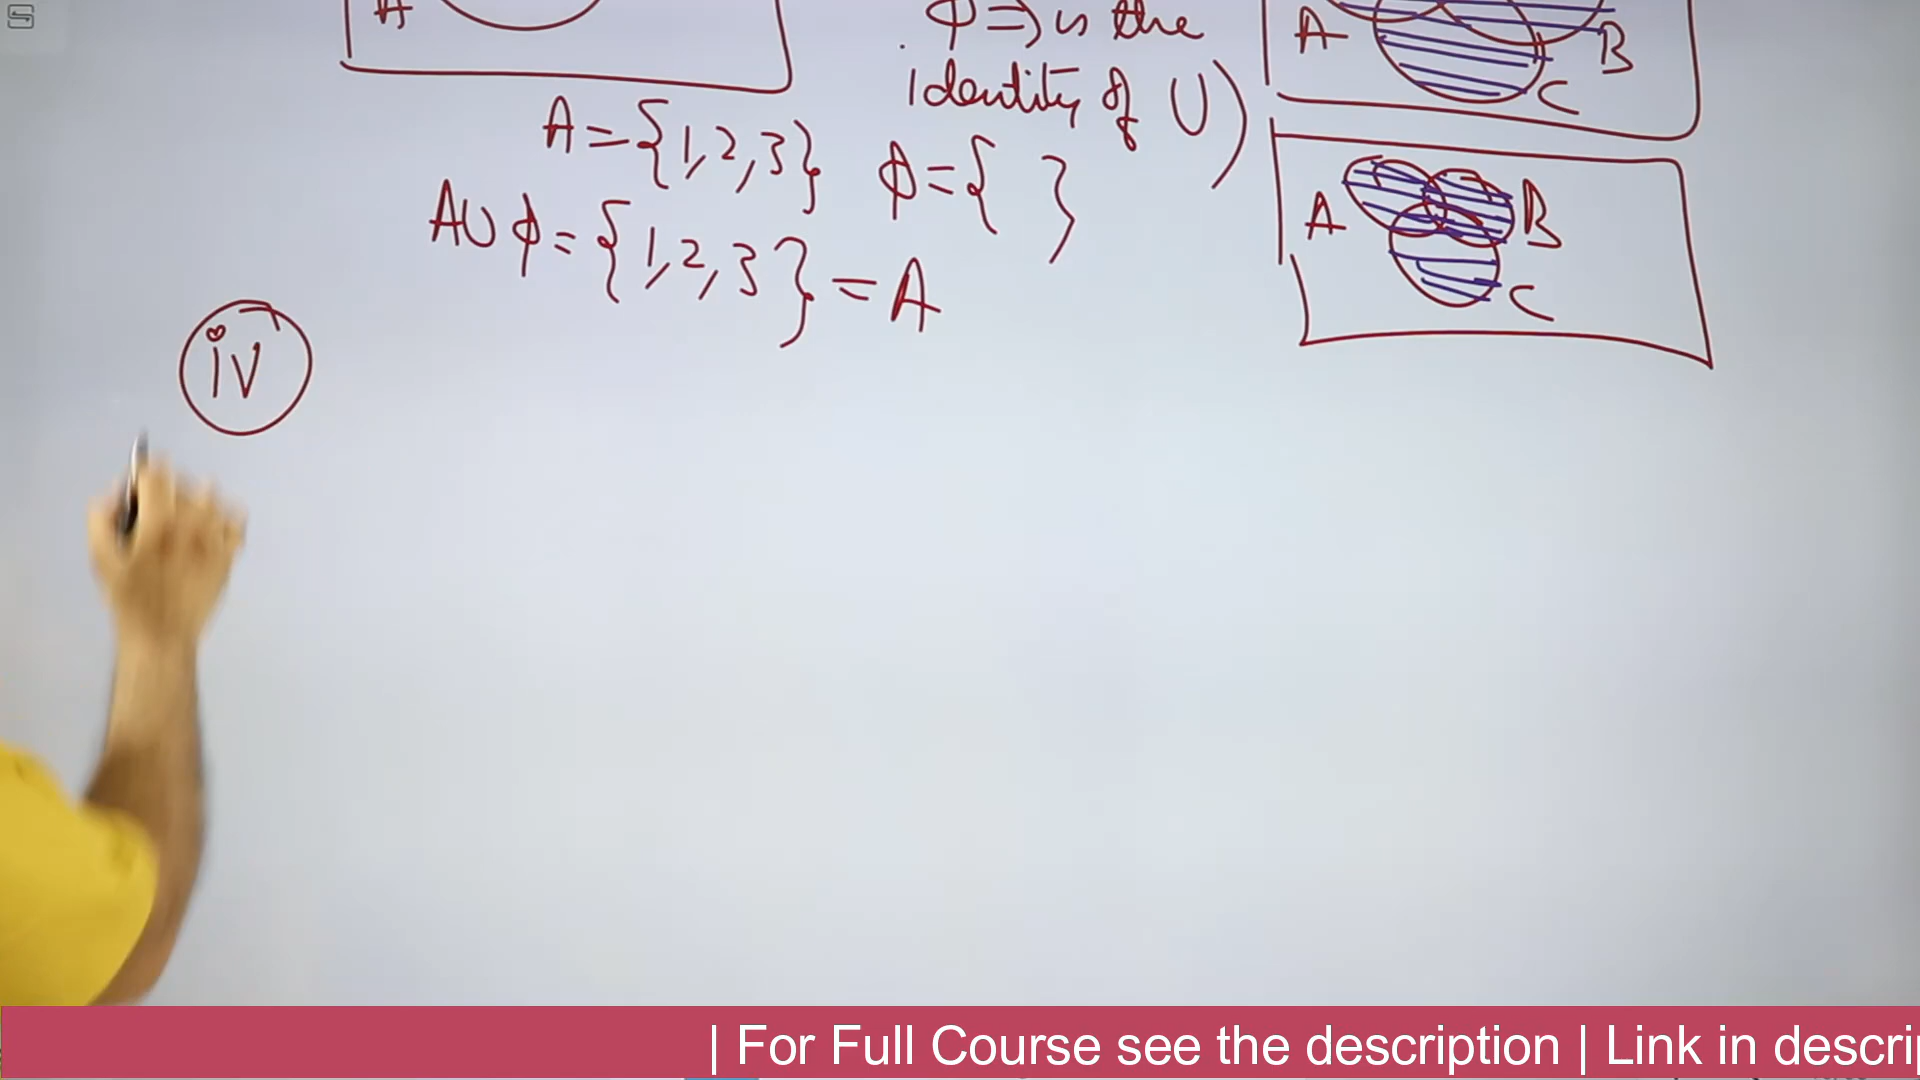 A
φ ⇒ is the
identity of ∪)
A
B
C
A = {1, 2, 3} φ = { }
A ∪ φ = {1, 2, 3} = A
A
B
C
iv
| For Full Course see the description | Link in descrip